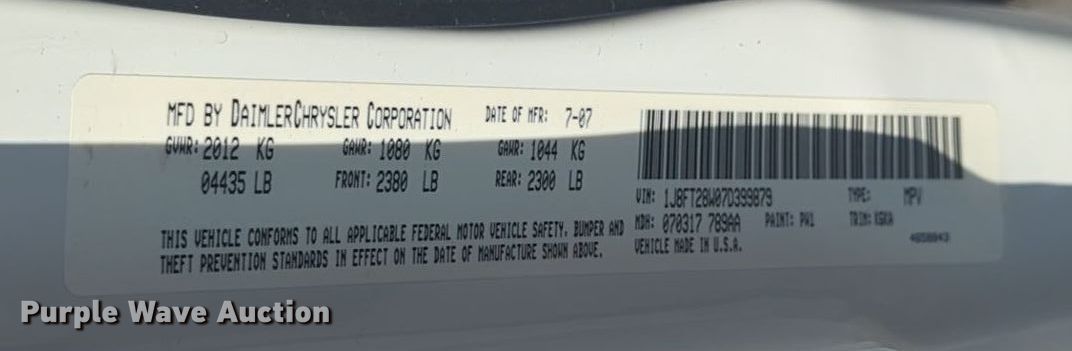 MFD BY DAIMLERCHRYSLER CORPORATION DATE OF MFR: 7-07
GVWR: 2012 KG GAWR: 1080 KG GAWR: 1044 KG
04435 LB FRONT: 2380 LB REAR: 2300 LB
VIN: 1J8FT28W07D399879 TYPE: MPV
MDH: 070317 789AA PAINT: PW1 TRIM: KGKA
VEHICLE MADE IN U.S.A.
THIS VEHICLE CONFORMS TO ALL APPLICABLE FEDERAL MOTOR VEHICLE SAFETY, BUMPER AND
THEFT PREVENTION STANDARDS IN EFFECT ON THE DATE OF MANUFACTURE SHOWN ABOVE.
Purple Wave Auction